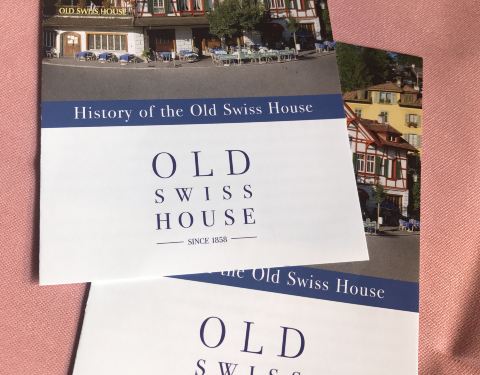 OLD SWISS HOUSE
History of the Old Swiss House
OLD
SWISS
HOUSE
SINCE 1858
the Old Swiss House
OLD
SWISS